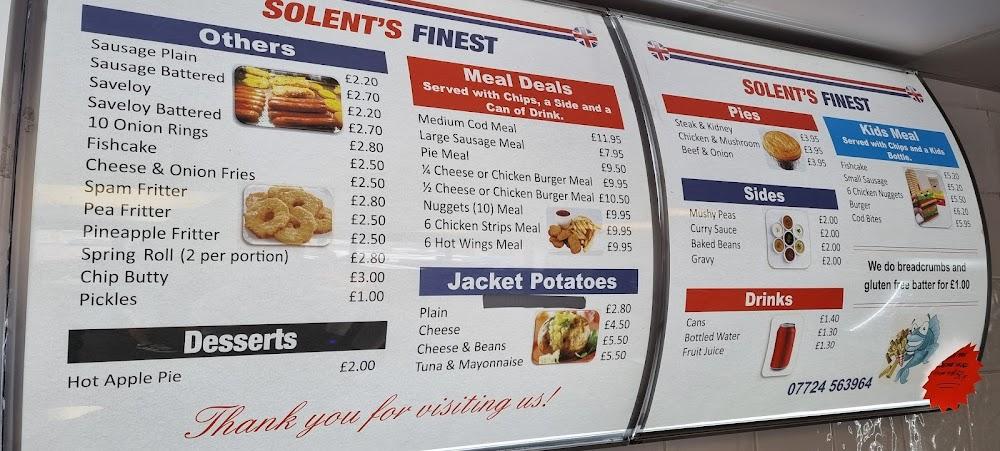 SOLENT'S FINEST
Others
Sausage Plain £2.20
Sausage Battered £2.70
Saveloy £2.20
Saveloy Battered £2.70
10 Onion Rings £2.80
Fishcake £2.50
Cheese & Onion Fries £2.50
Spam Fritter £2.80
Pea Fritter £2.50
Pineapple Fritter £2.50
Spring Roll (2 per portion) £2.80
Chip Butty £3.00
Pickles £1.00
Desserts
Hot Apple Pie £2.00
Meal Deals
Served with Chips, a Side and a
Can of Drink.
Medium Cod Meal £11.95
Large Sausage Meal £7.95
Pie Meal £9.50
¼ Cheese or Chicken Burger Meal £9.95
½ Cheese or Chicken Burger Meal £10.50
Nuggets (10) Meal £9.95
6 Chicken Strips Meal £9.95
6 Hot Wings Meal £9.95
Jacket Potatoes
Plain £2.80
Cheese £4.50
Cheese & Beans £5.50
Tuna & Mayonnaise £5.50
Thank you for visiting us!
SOLENT'S FINEST
Pies
Steak & Kidney £3.95
Chicken & Mushroom £3.95
Beef & Onion £3.95
Sides
Mushy Peas £2.00
Curry Sauce £2.00
Baked Beans £2.00
Gravy £2.00
Drinks
Cans £1.40
Bottled Water £1.30
Fruit Juice £1.30
Kids Meal
Served with Chips and a Kids
Bottle.
Fishcake £5.20
Small Sausage £5.20
6 Chicken Nuggets £5.50
Burger £6.20
Cod Bites £5.95
We do breadcrumbs and
gluten free batter for £1.00
07724 563964